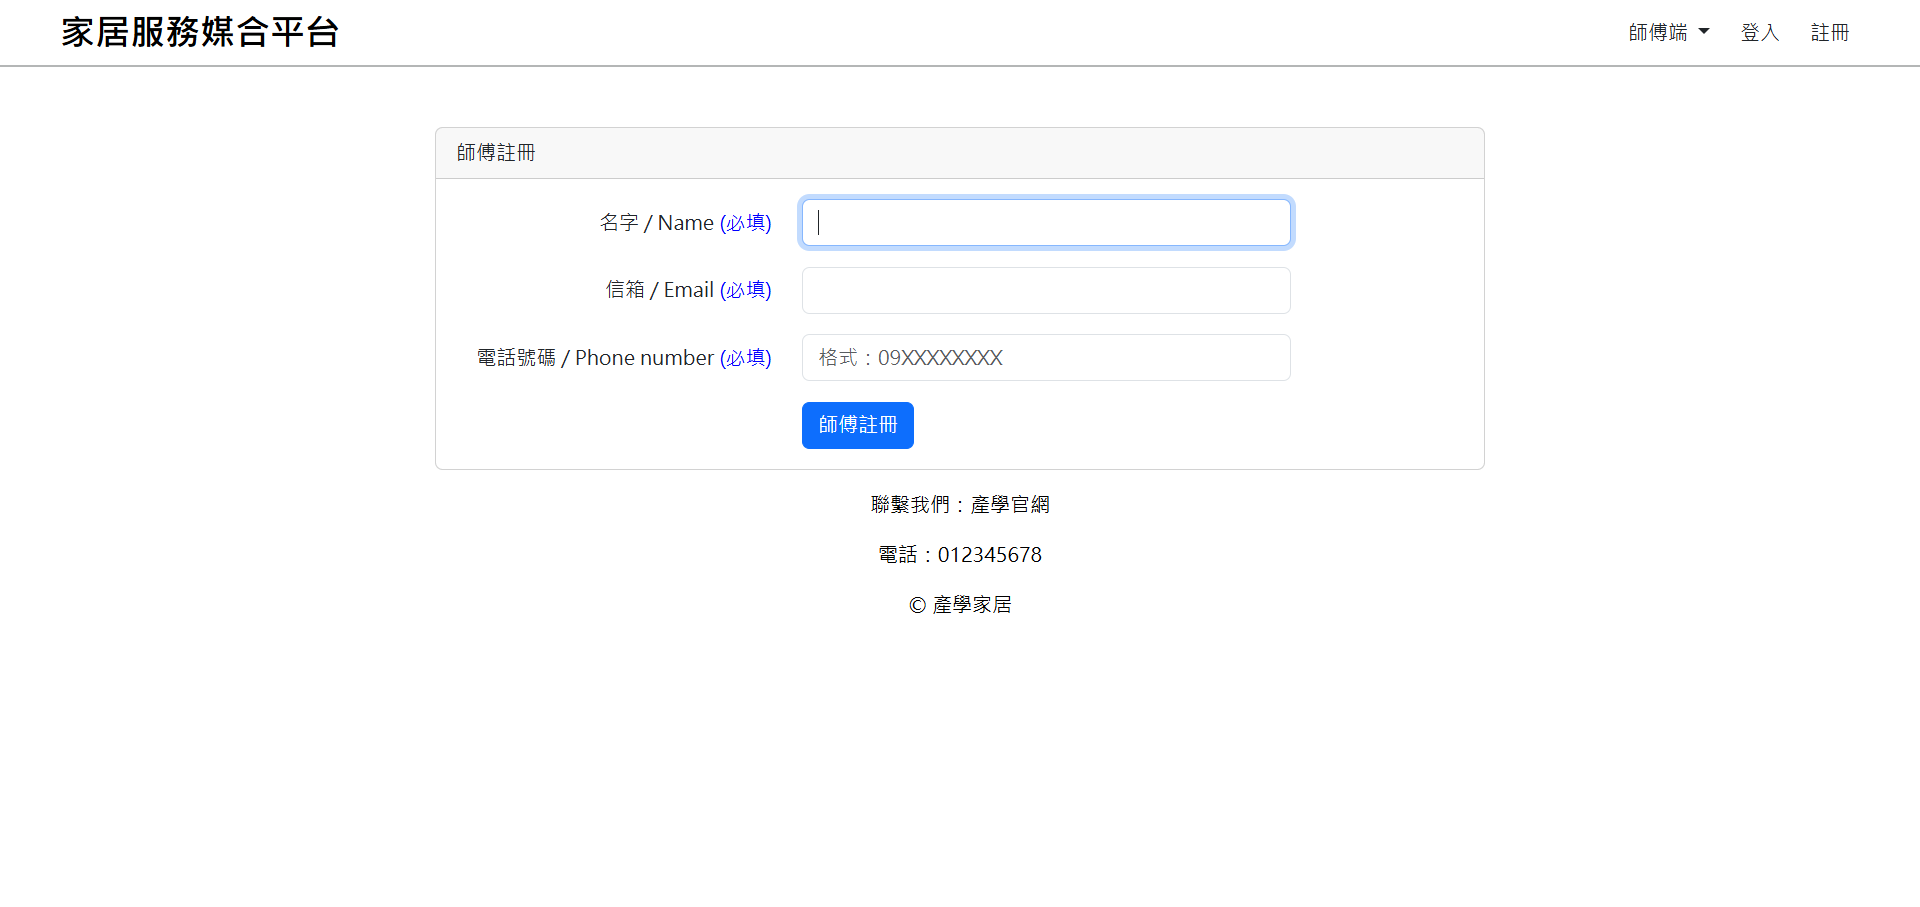 家居服務媒合平台
師傅端 登入 註冊
師傅註冊
名字 / Name (必填)
信箱 / Email (必填)
電話號碼 / Phone number (必填) 格式：09XXXXXXXX
師傅註冊
聯繫我們：產學官網
電話：012345678
© 產學家居